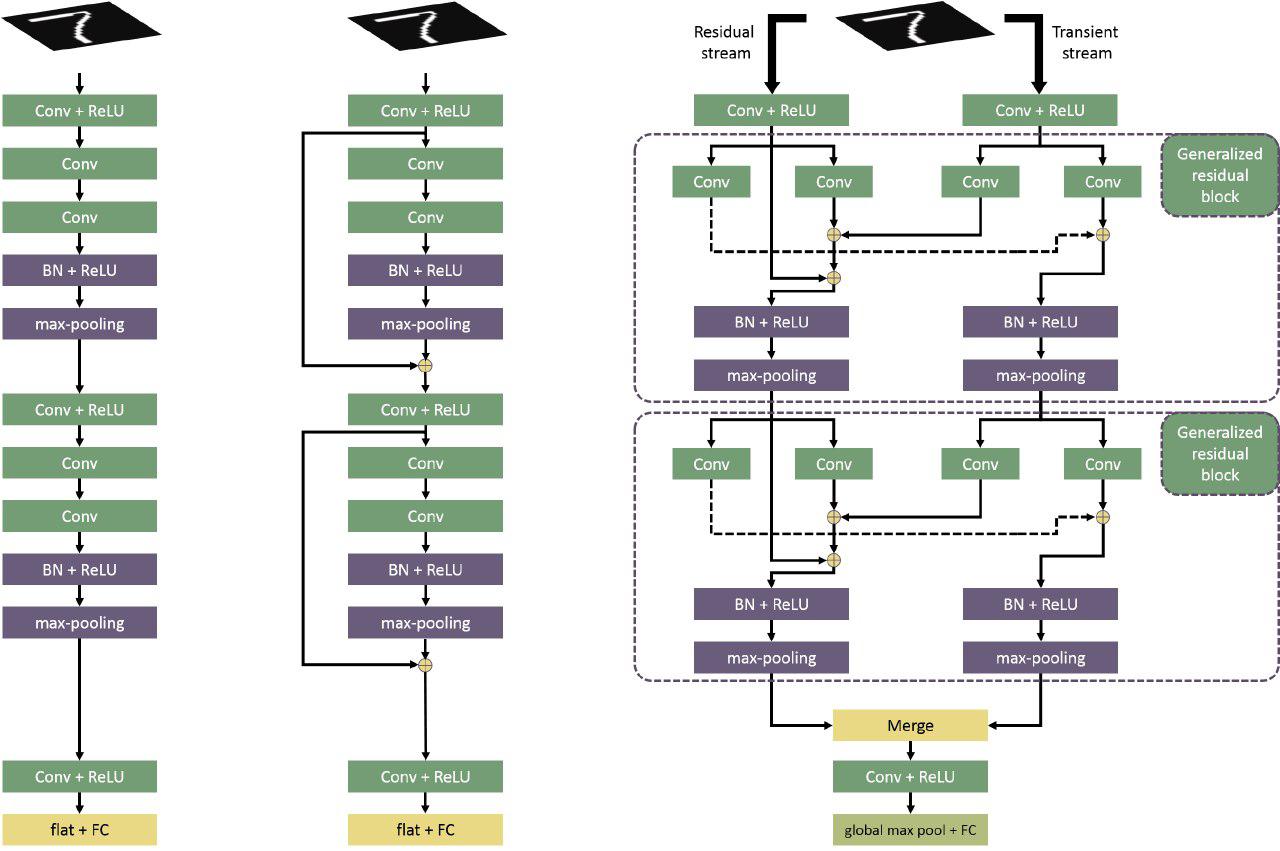 Conv + ReLU
Conv
Conv
BN + ReLU
max-pooling
Conv + ReLU
Conv
Conv
BN + ReLU
max-pooling
Conv + ReLU
flat + FC
Conv + ReLU
Conv
Conv
BN + ReLU
max-pooling
Conv + ReLU
Conv
Conv
BN + ReLU
max-pooling
Conv + ReLU
flat + FC
Residual
stream
Transient
stream
Conv + ReLU
Conv + ReLU
Generalized
residual
block
Conv
Conv
Conv
Conv
BN + ReLU
BN + ReLU
max-pooling
max-pooling
Generalized
residual
block
Conv
Conv
Conv
Conv
BN + ReLU
BN + ReLU
max-pooling
max-pooling
Merge
Conv + ReLU
global max pool + FC